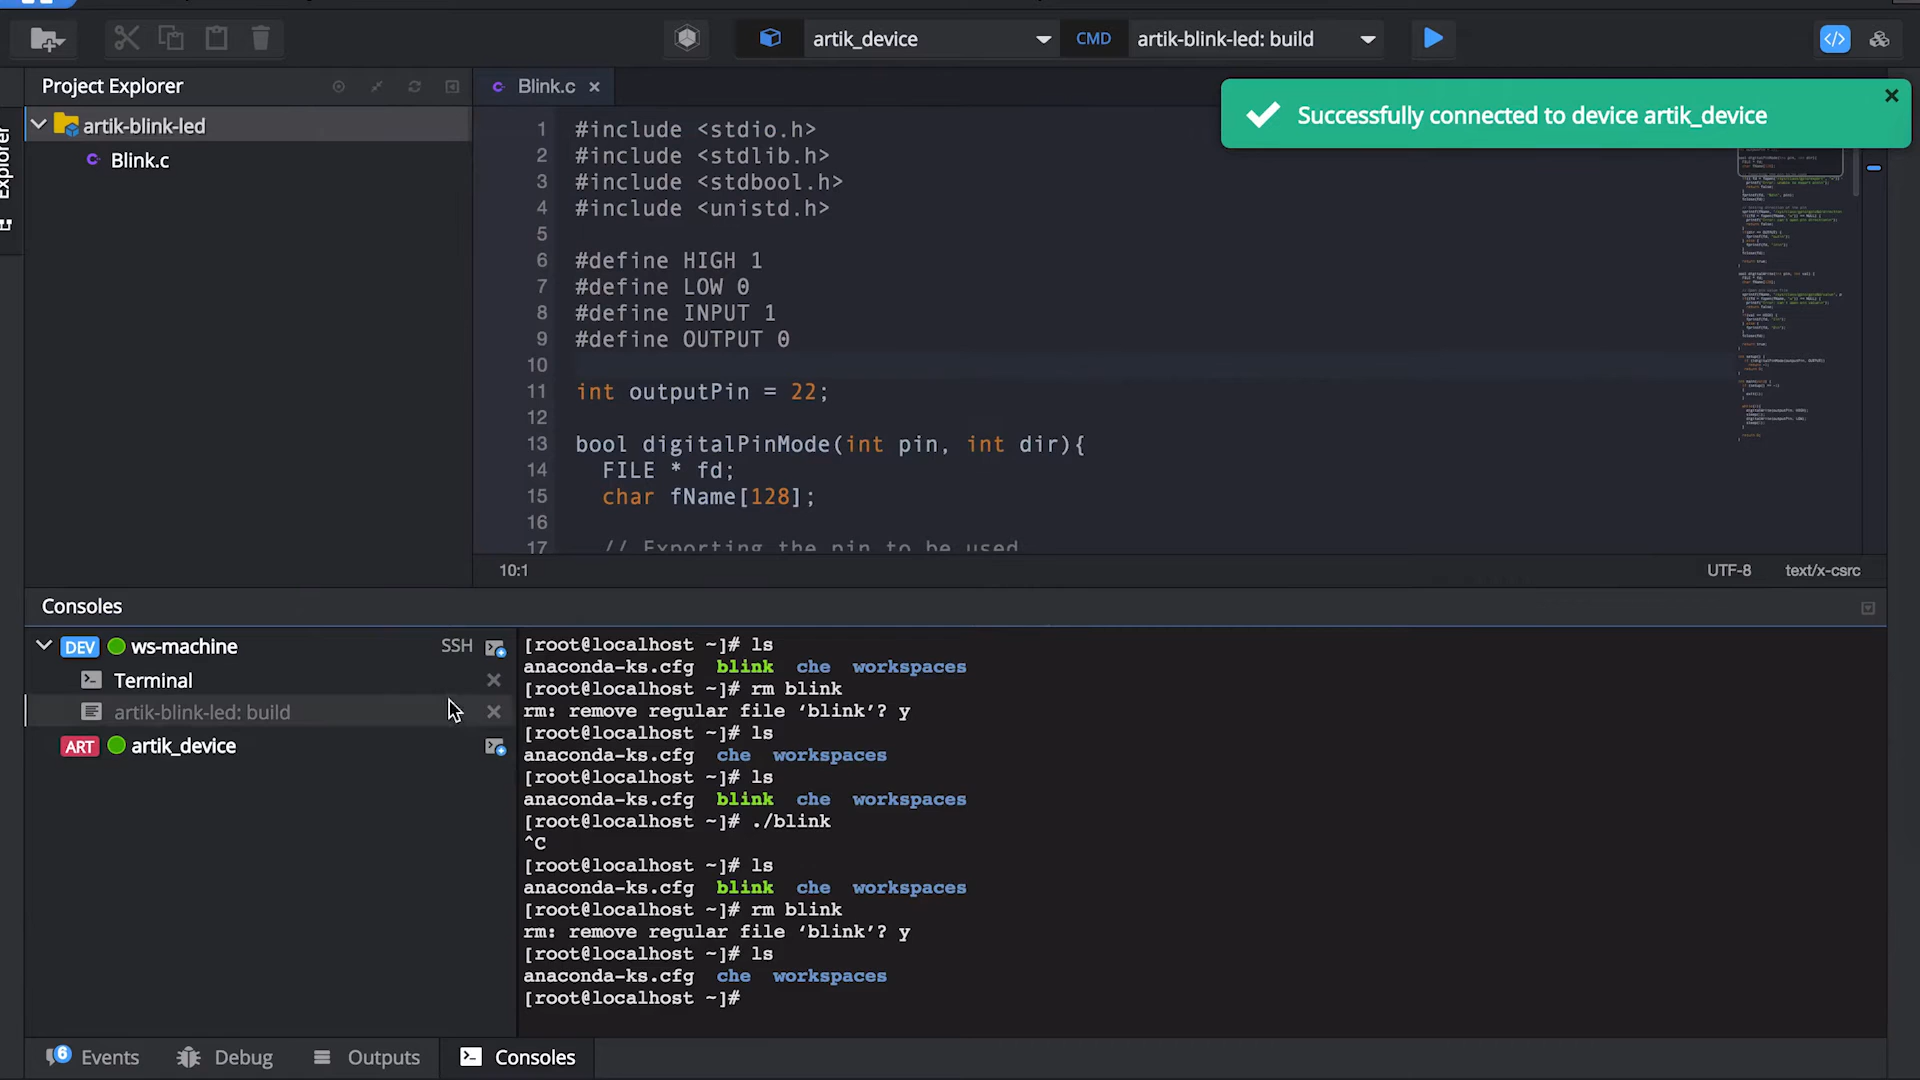 artik_device
CMD
artik-blink-led: build
Project Explorer
Blink.c
Successfully connected to device artik_device
Explorer
artik-blink-led
Blink.c
1 #include <stdio.h>
2 #include <stdlib.h>
3 #include <stdbool.h>
4 #include <unistd.h>
5
6 #define HIGH 1
7 #define LOW 0
8 #define INPUT 1
9 #define OUTPUT 0
10
11 int outputPin = 22;
12
13 bool digitalPinMode(int pin, int dir){
14 FILE * fd;
15 char fName[128];
16
17 // Exporting the pin to be used
10:1
UTF-8
text/x-csrc
Consoles
DEV ws-machine SSH
Terminal
artik-blink-led: build
ART artik_device
[root@localhost ~]# ls
anaconda-ks.cfg blink che workspaces
[root@localhost ~]# rm blink
rm: remove regular file ‘blink’? y
[root@localhost ~]# ls
anaconda-ks.cfg che workspaces
[root@localhost ~]# ls
anaconda-ks.cfg blink che workspaces
[root@localhost ~]# ./blink
^C
[root@localhost ~]# ls
anaconda-ks.cfg blink che workspaces
[root@localhost ~]# rm blink
rm: remove regular file ‘blink’? y
[root@localhost ~]# ls
anaconda-ks.cfg che workspaces
[root@localhost ~]#
6 Events
Debug
Outputs
Consoles